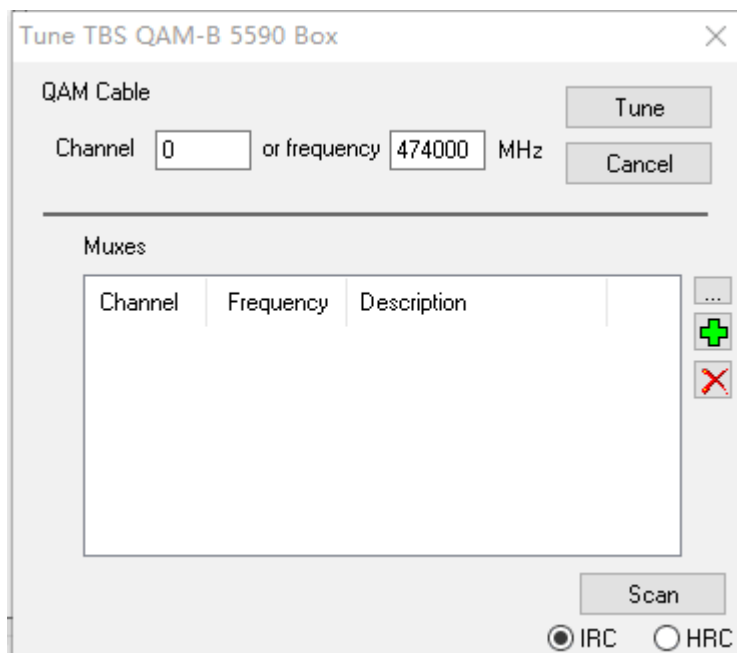 Tune TBS QAM-B 5590 Box
QAM Cable
Tune
Channel 0 or frequency 474000 MHz
Cancel
Muxes
Channel Frequency Description
...
Scan
IRC HRC